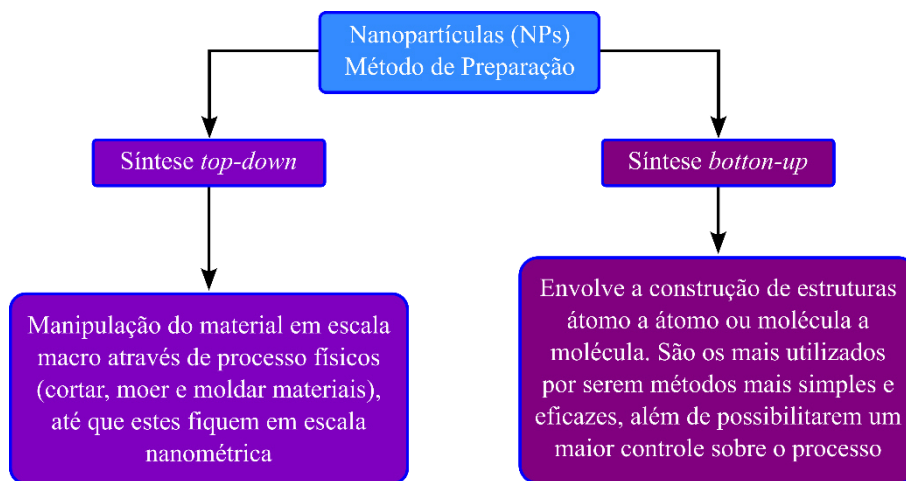 Nanopartículas (NPs)
Método de Preparação
Síntese top-down
Síntese botton-up
Manipulação do material em escala
macro através de processo físicos
(cortar, moer e moldar materiais),
até que estes fiquem em escala
nanométrica
Envolve a construção de estruturas
átomo a átomo ou molécula a
molécula. São os mais utilizados
por serem métodos mais simples e
eficazes, além de possibilitarem um
maior controle sobre o processo